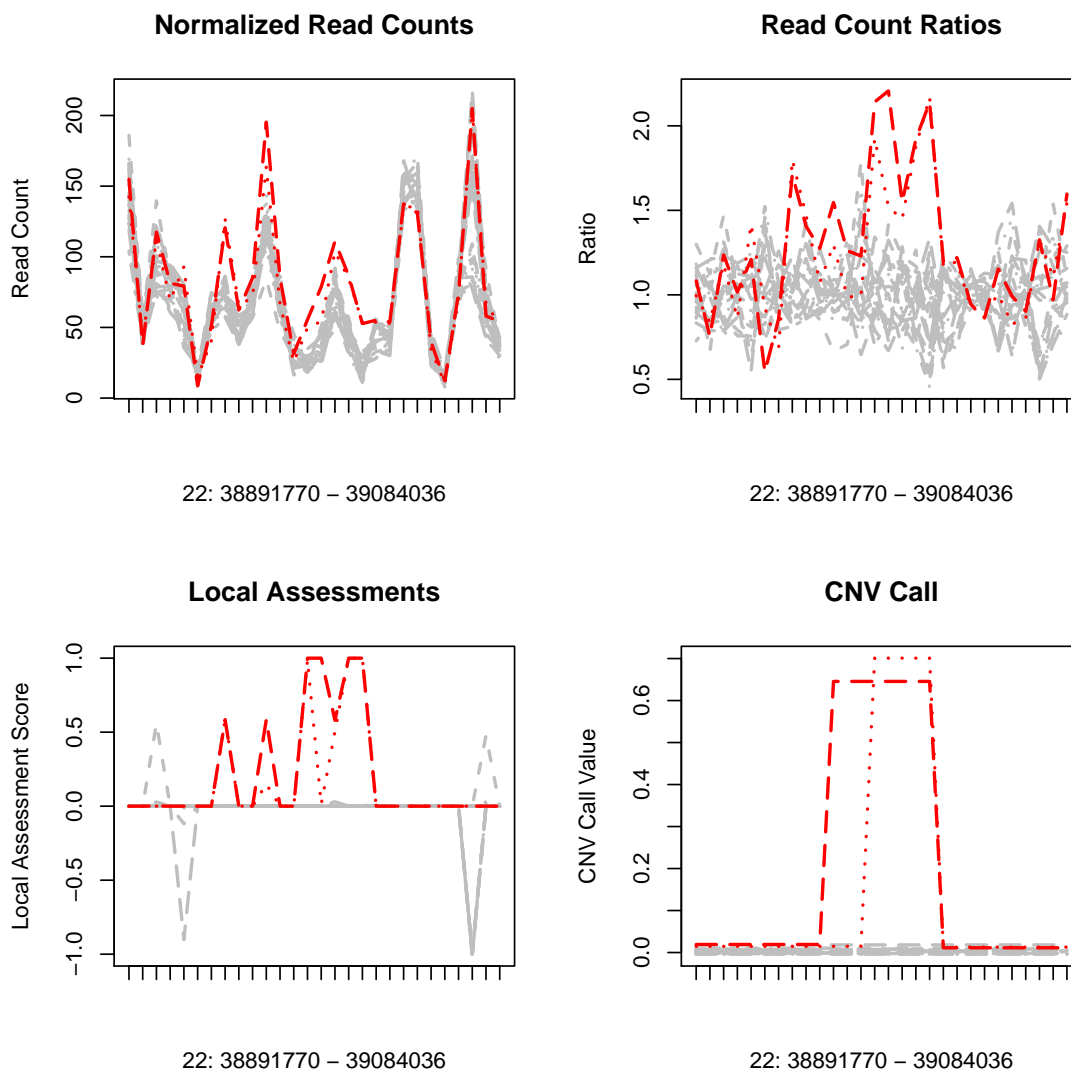 Normalized Read Counts
Read Count
0
50
100
150
200
22: 38891770 – 39084036
Read Count Ratios
Ratio
0.5
1.0
1.5
2.0
22: 38891770 – 39084036
Local Assessments
Local Assessment Score
−1.0
−0.5
0.0
0.5
1.0
22: 38891770 – 39084036
CNV Call
CNV Call Value
0.0
0.2
0.4
0.6
22: 38891770 – 39084036